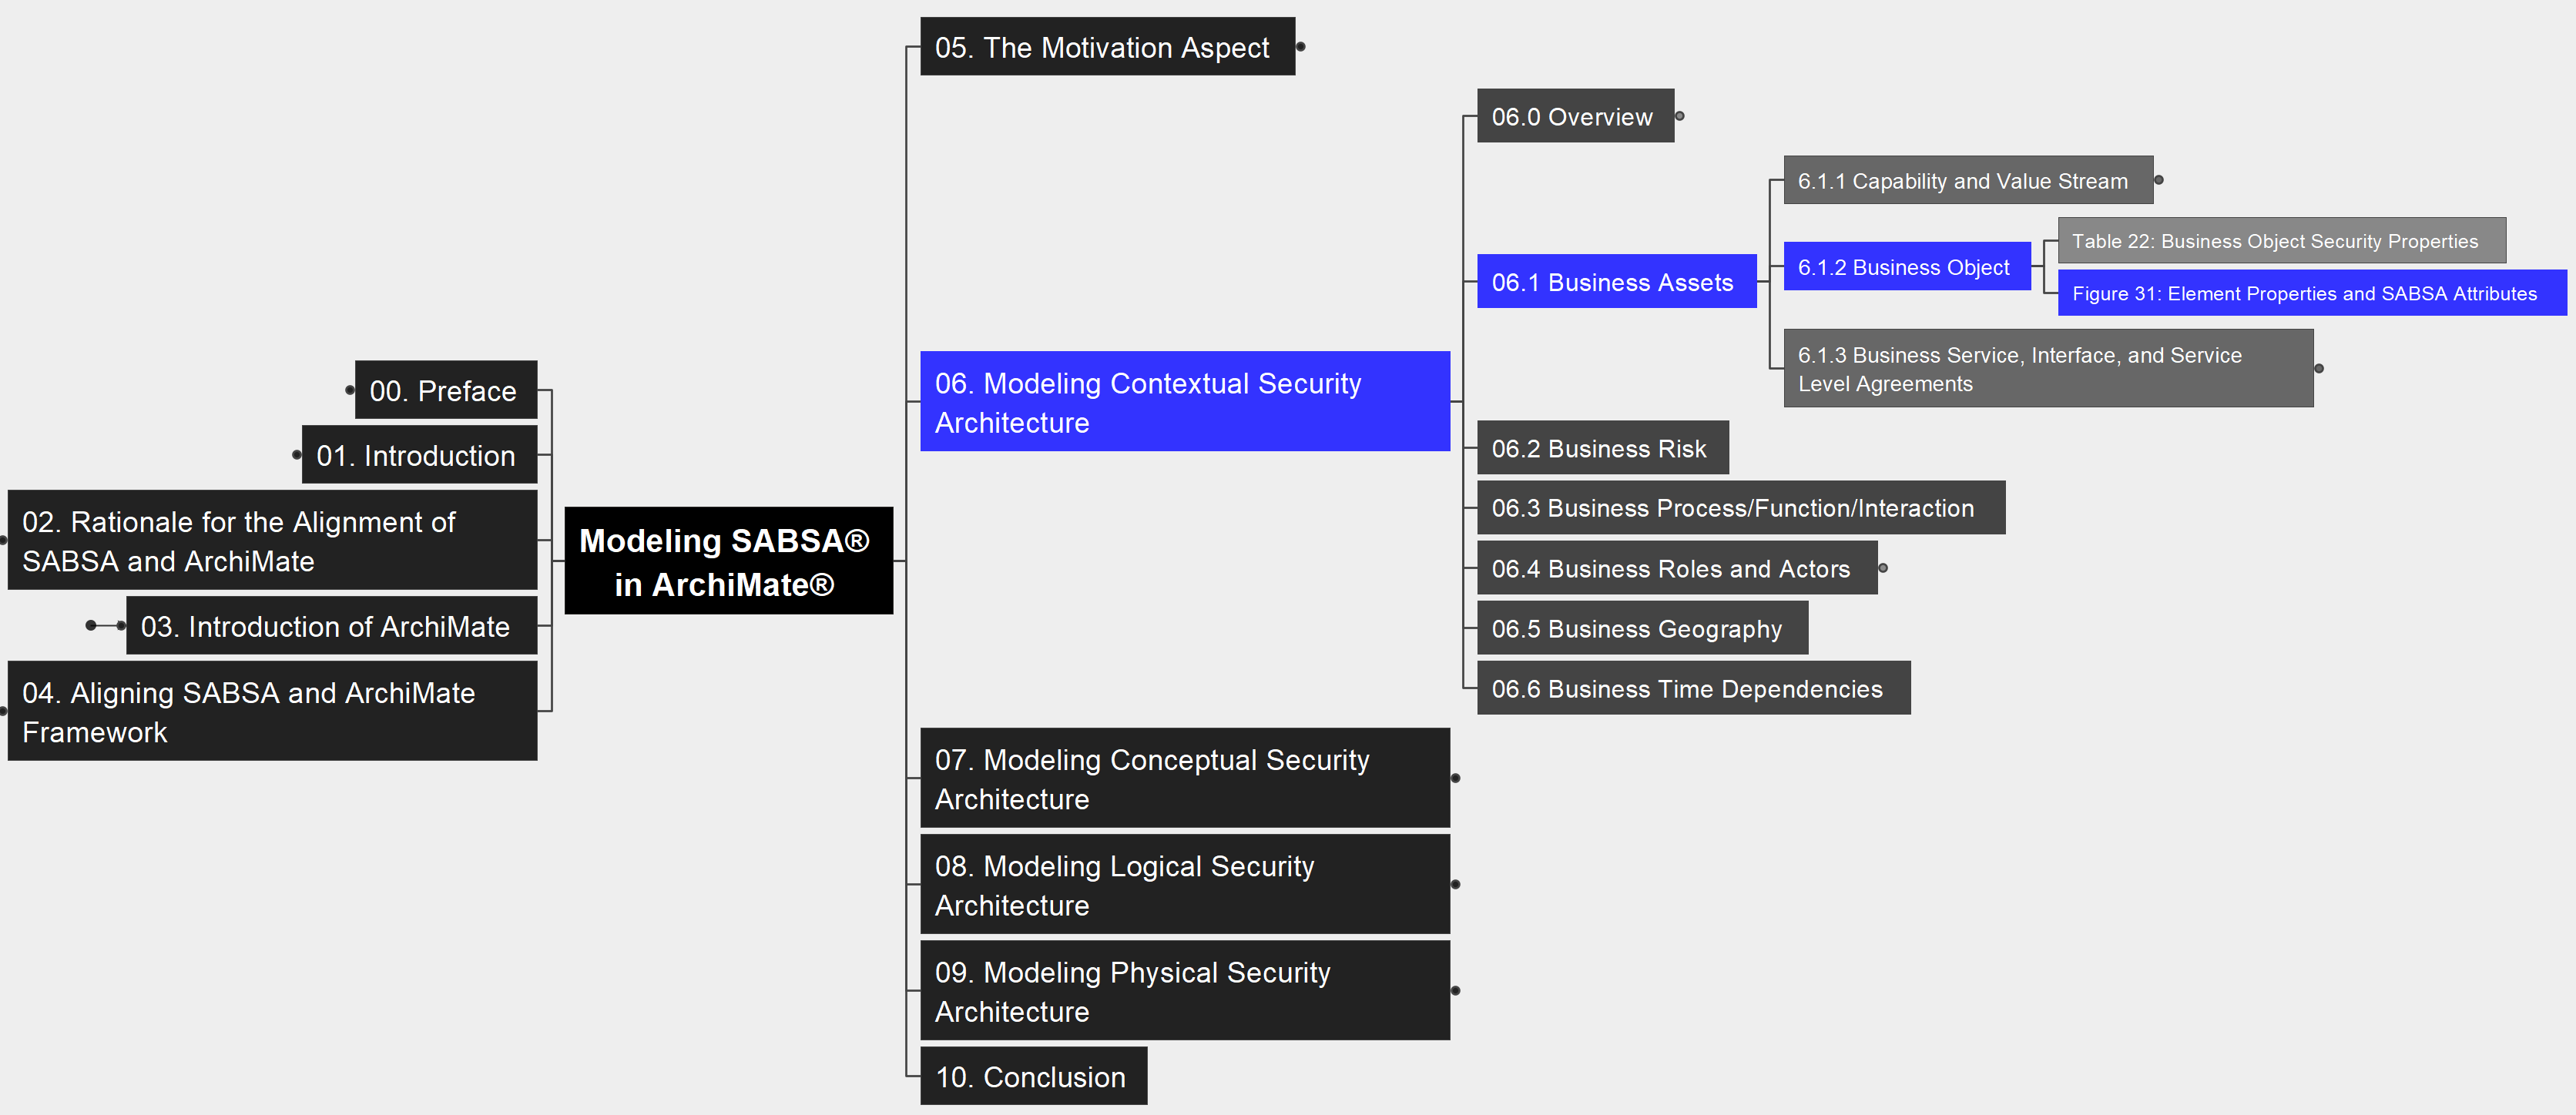 00. Preface
01. Introduction
02. Rationale for the Alignment of
SABSA and ArchiMate
03. Introduction of ArchiMate
04. Aligning SABSA and ArchiMate
Framework
Modeling SABSA®
in ArchiMate®
05. The Motivation Aspect
06. Modeling Contextual Security
Architecture
06.0 Overview
06.1 Business Assets
6.1.1 Capability and Value Stream
6.1.2 Business Object
Table 22: Business Object Security Properties
Figure 31: Element Properties and SABSA Attributes
6.1.3 Business Service, Interface, and Service
Level Agreements
06.2 Business Risk
06.3 Business Process/Function/Interaction
06.4 Business Roles and Actors
06.5 Business Geography
06.6 Business Time Dependencies
07. Modeling Conceptual Security
Architecture
08. Modeling Logical Security
Architecture
09. Modeling Physical Security
Architecture
10. Conclusion